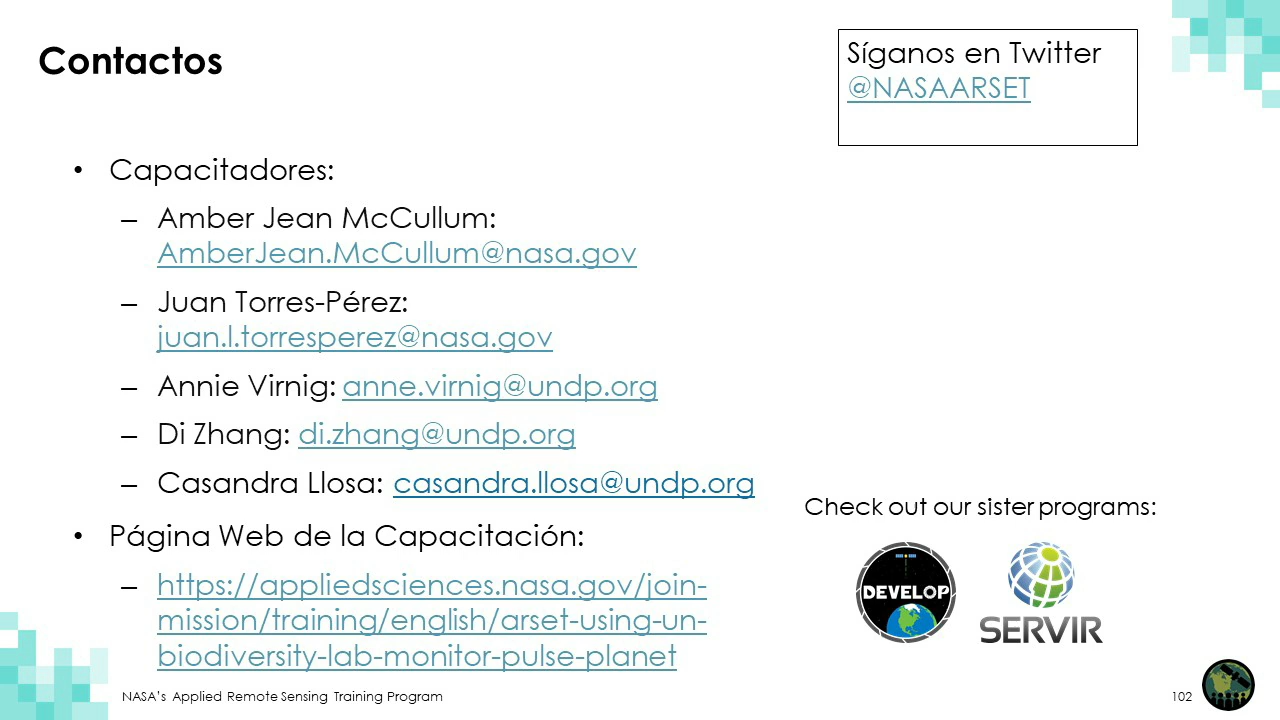 Contactos
Síganos en Twitter
@NASAARSET
• Capacitadores:
– Amber Jean McCullum:
AmberJean.McCullum@nasa.gov
– Juan Torres-Pérez:
juan.l.torresperez@nasa.gov
– Annie Virnig: anne.virnig@undp.org
– Di Zhang: di.zhang@undp.org
– Casandra Llosa: casandra.llosa@undp.org
• Página Web de la Capacitación:
– https://appliedsciences.nasa.gov/join-
mission/training/english/arset-using-un-
biodiversity-lab-monitor-pulse-planet
Check out our sister programs:
DEVELOP
SERVIR
NASA's Applied Remote Sensing Training Program
102